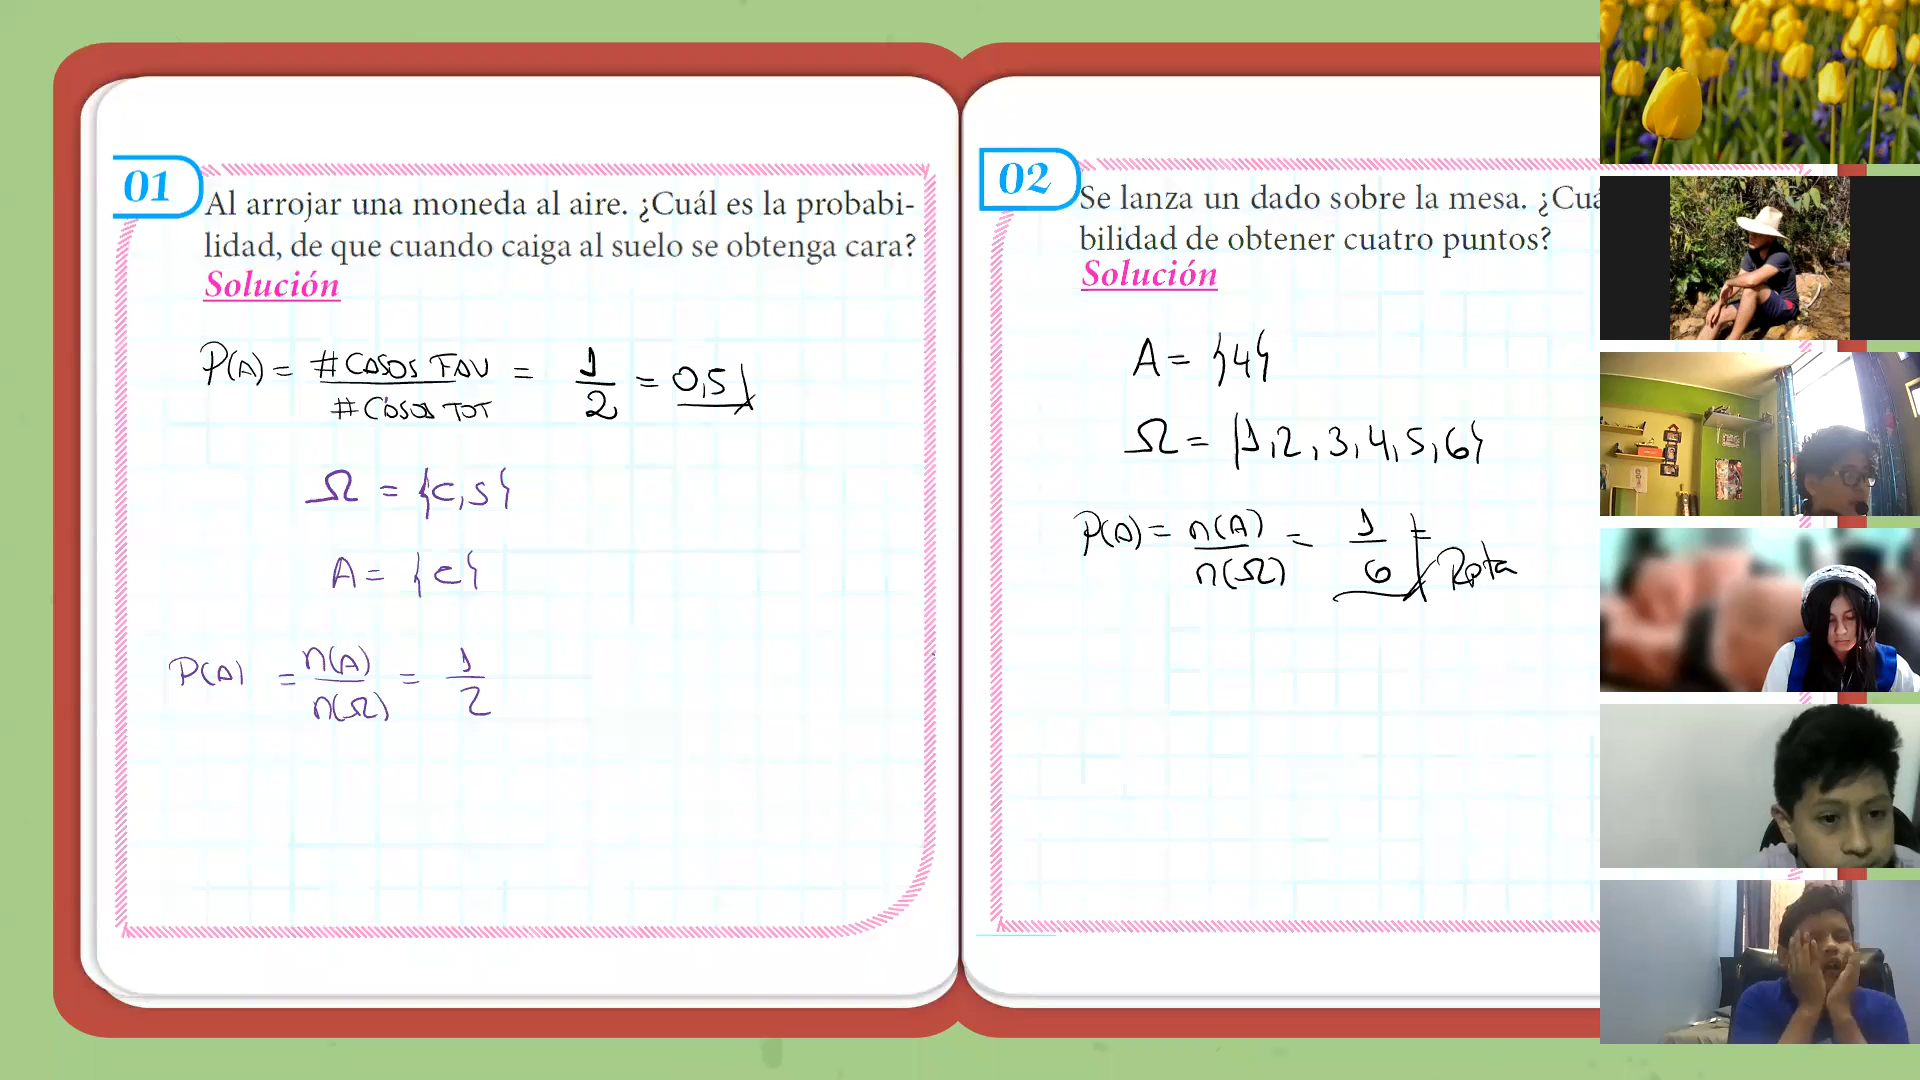 01
Al arrojar una moneda al aire. ¿Cuál es la probabi-
lidad, de que cuando caiga al suelo se obtenga cara?
Solución
P(A) = # CASOS FAV / # CASOS TOT = 1/2 = 0,5
Ω = {c,s}
A = {c}
P(A) = n(A)/n(Ω) = 1/2
02
Se lanza un dado sobre la mesa. ¿Cuá
bilidad de obtener cuatro puntos?
Solución
A = {4}
Ω = {1,2,3,4,5,6}
P(A) = n(A)/n(Ω) = 1/6 = Rpta